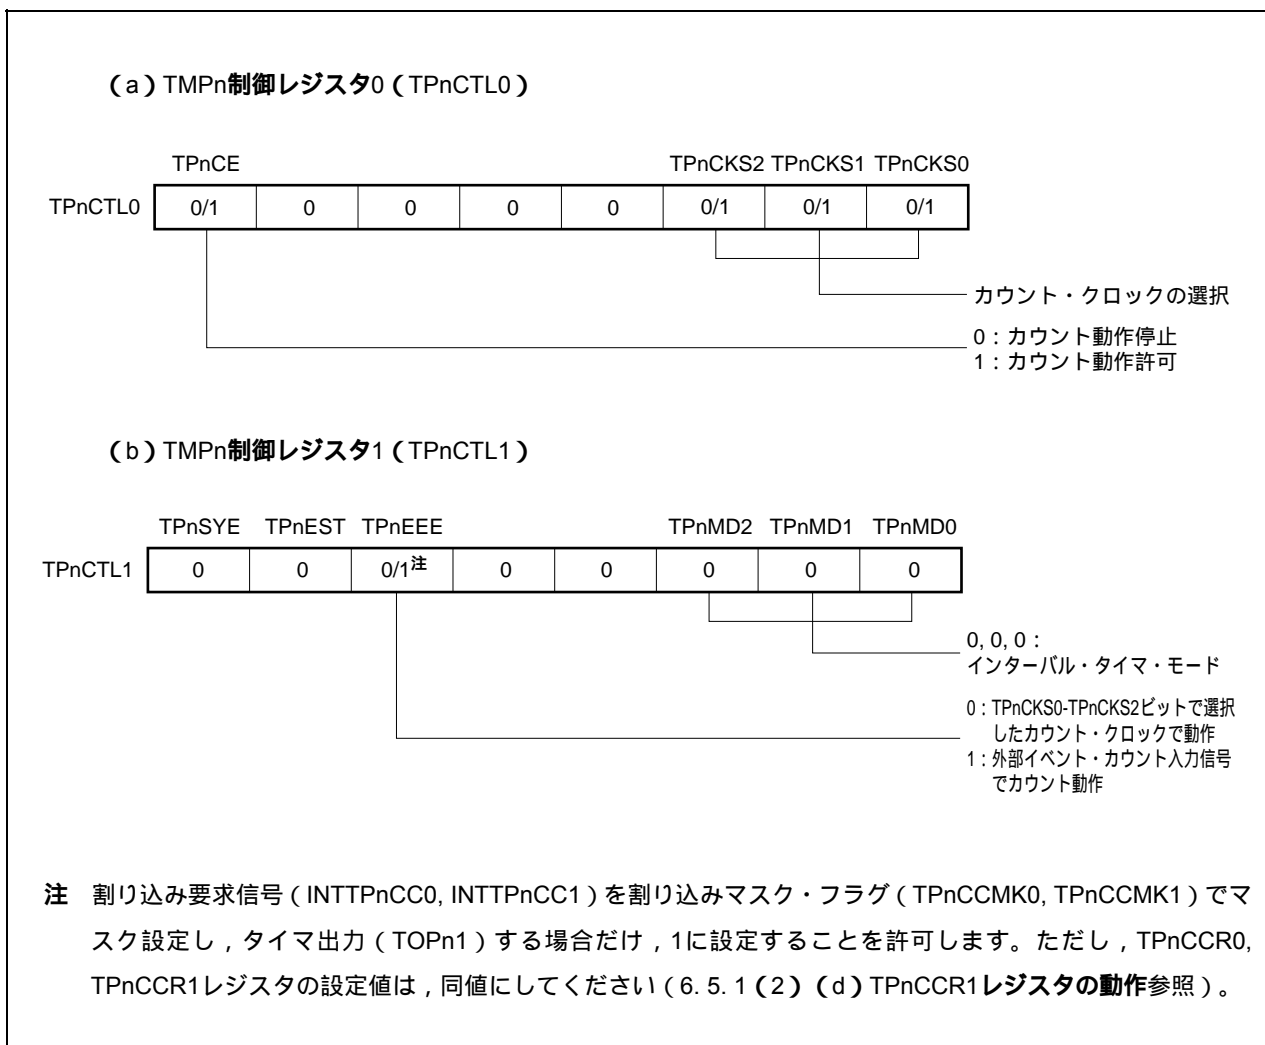 （a）TMPn制御レジスタ0（TPnCTL0）
TPnCE TPnCKS2 TPnCKS1 TPnCKS0
TPnCTL0 0/1 0 0 0 0 0/1 0/1 0/1
カウント・クロックの選択
0：カウント動作停止
1：カウント動作許可
（b）TMPn制御レジスタ1（TPnCTL1）
TPnSYE TPnEST TPnEEE TPnMD2 TPnMD1 TPnMD0
TPnCTL1 0 0 0/1注 0 0 0 0 0
0, 0, 0：
インターバル・タイマ・モード
0：TPnCKS0-TPnCKS2ビットで選択
したカウント・クロックで動作
1：外部イベント・カウント入力信号
でカウント動作
注 割り込み要求信号（INTTPnCC0, INTTPnCC1）を割り込みマスク・フラグ（TPnCCMK0, TPnCCMK1）でマ
スク設定し，タイマ出力（TOPn1）する場合だけ，1に設定することを許可します。ただし，TPnCCR0,
TPnCCR1レジスタの設定値は，同値にしてください（6. 5. 1（2）（d）TPnCCR1レジスタの動作参照）。